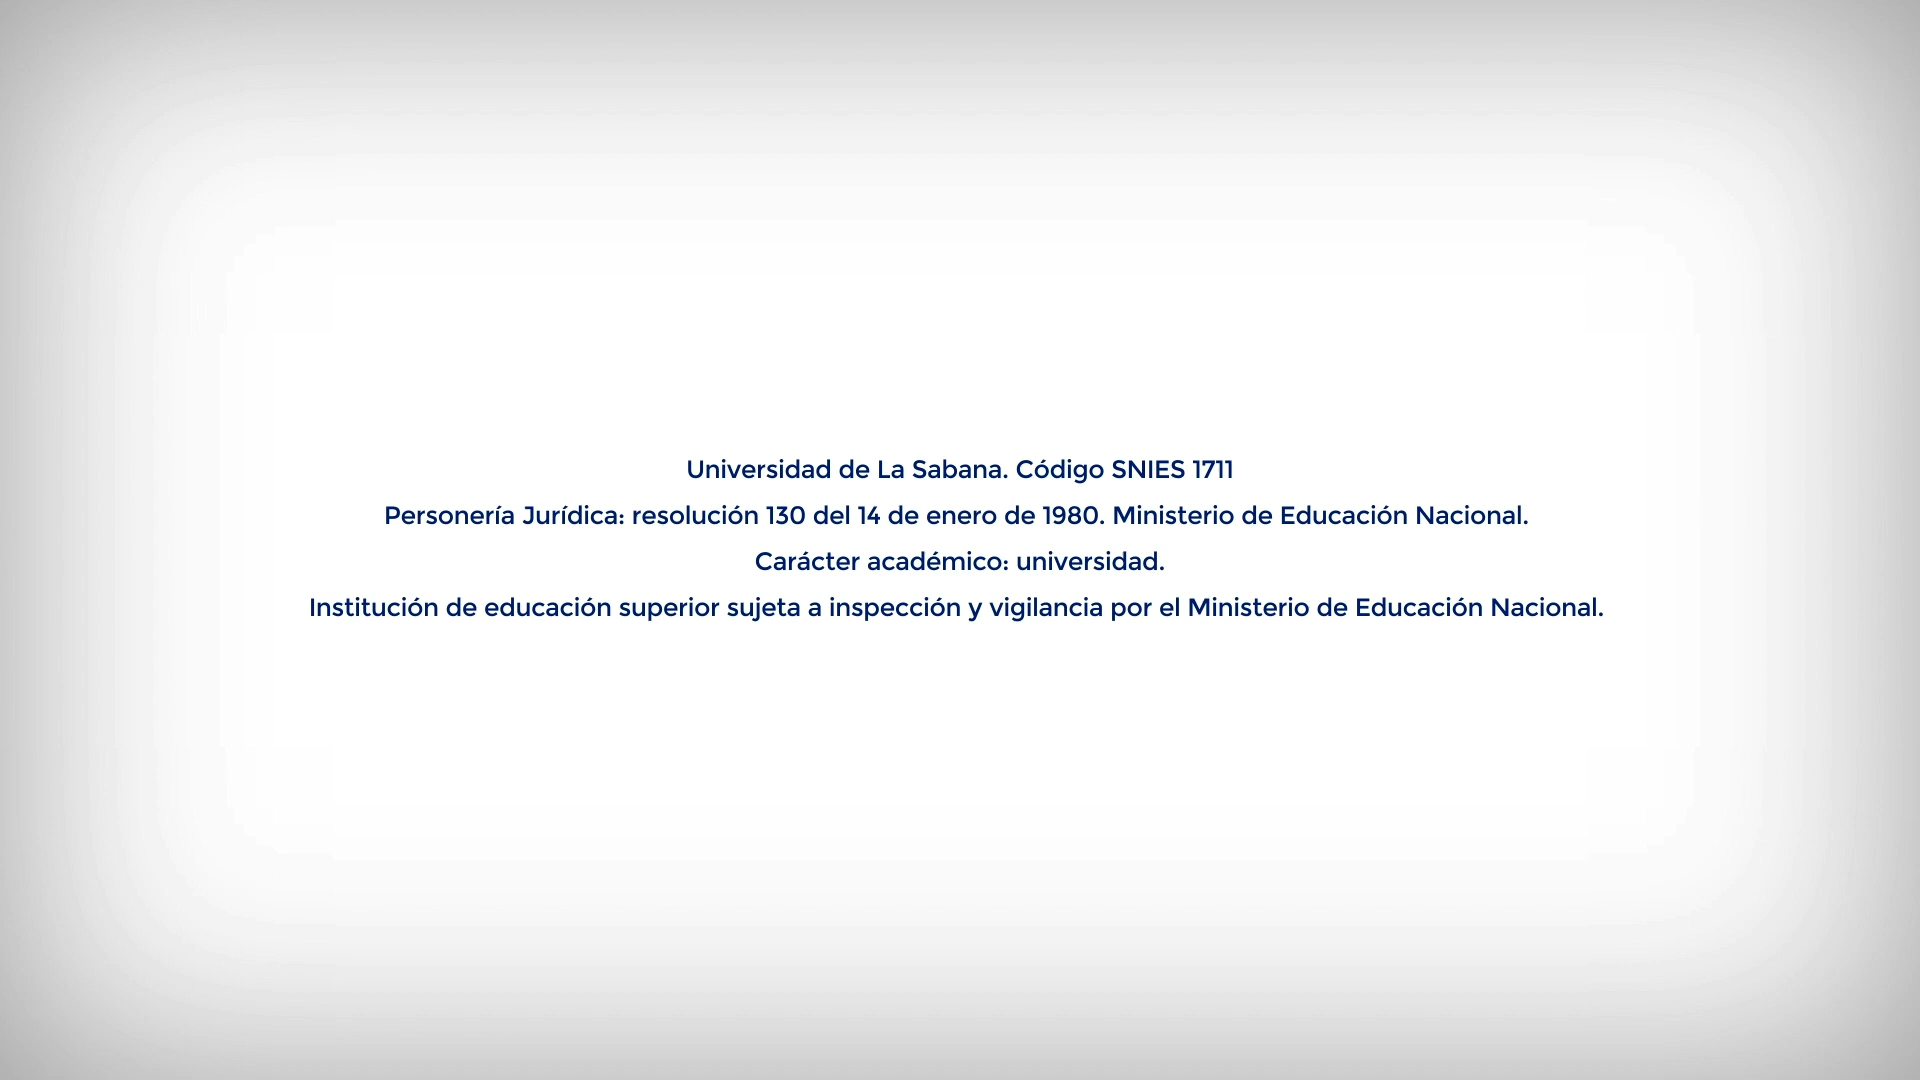 Universidad de La Sabana. Código SNIES 1711
Personería Jurídica: resolución 130 del 14 de enero de 1980. Ministerio de Educación Nacional.
Carácter académico: universidad.
Institución de educación superior sujeta a inspección y vigilancia por el Ministerio de Educación Nacional.